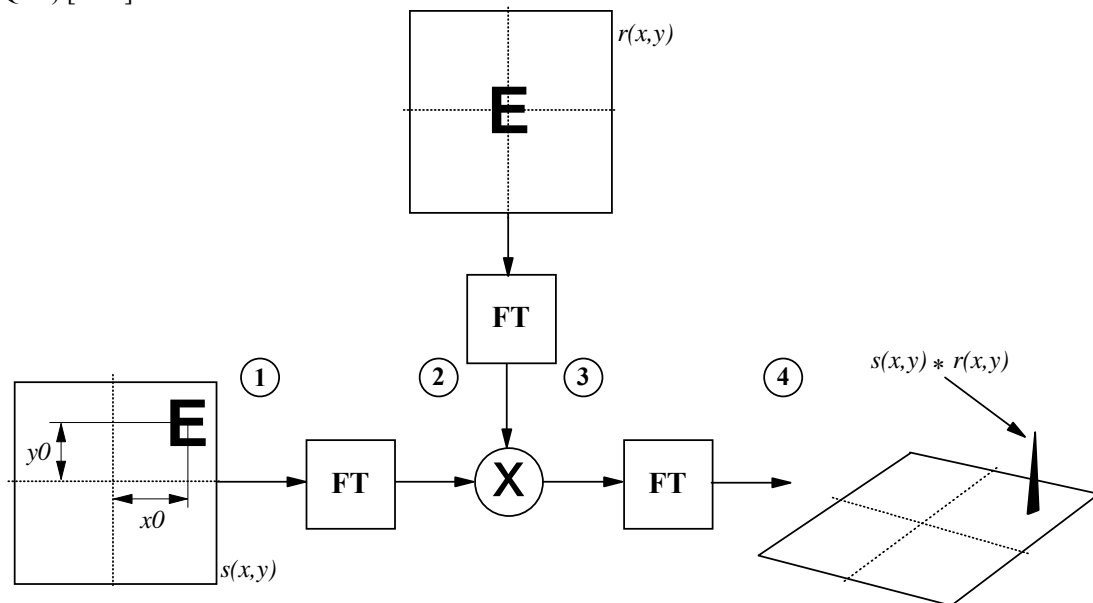 r(x,y)
E
FT
1
2
3
4
s(x,y) * r(x,y)
E
y0
FT
X
FT
x0
s(x,y)